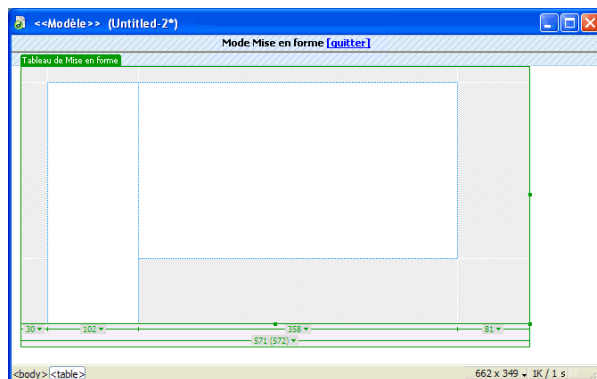 <<Modèle>> (Untitled-2*)
Mode Mise en forme [quitter]
Tableau de Mise en forme
30 102 358 81
571 (572)
<body> <table> 662 x 349 1K / 1 s